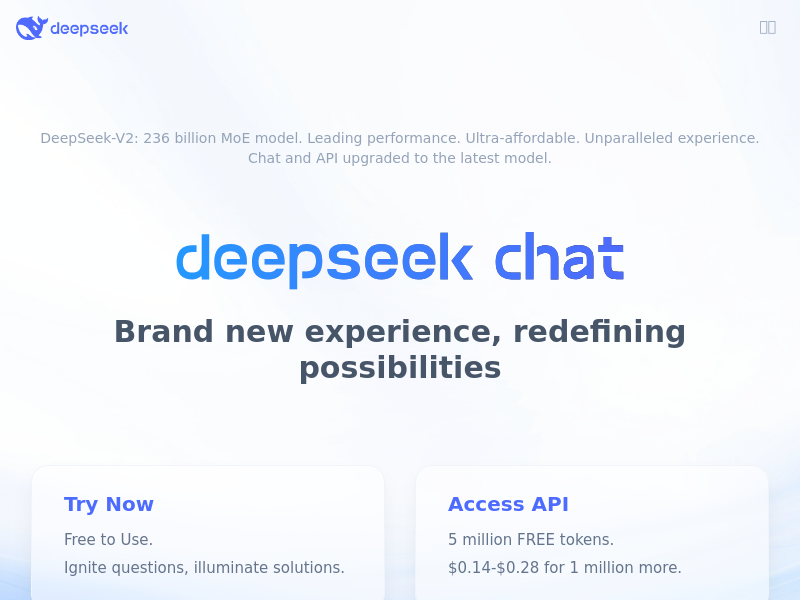 deepseek
DeepSeek-V2: 236 billion MoE model. Leading performance. Ultra-affordable. Unparalleled experience.
Chat and API upgraded to the latest model.
deepseek chat
Brand new experience, redefining
possibilities
Try Now
Free to Use.
Ignite questions, illuminate solutions.
Access API
5 million FREE tokens.
$0.14-$0.28 for 1 million more.